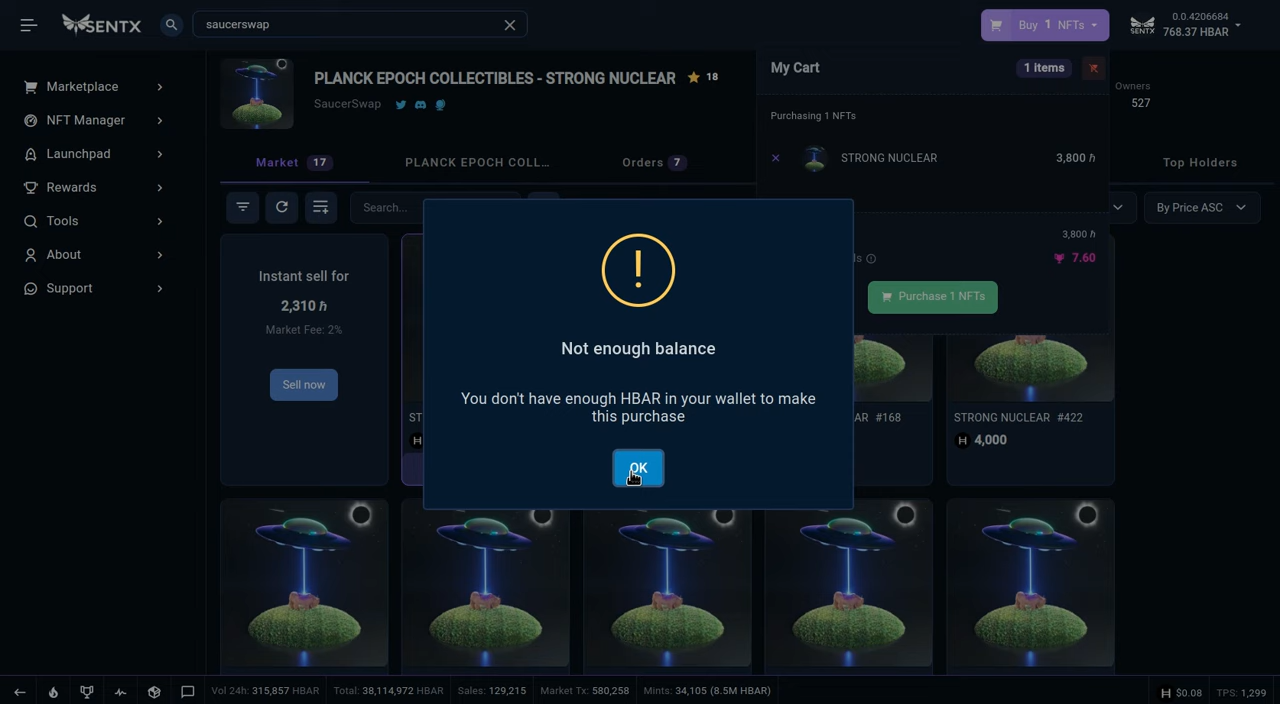 SENTX
saucerswap
Buy 1 NFTs
SENTX
0.0.4206684
768.37 HBAR
Marketplace
NFT Manager
Launchpad
Rewards
Tools
About
Support
PLANCK EPOCH COLLECTIBLES - STRONG NUCLEAR
18
SaucerSwap
Owners
527
Market 17
PLANCK EPOCH COLL...
Orders 7
Top Holders
Search...
By Price ASC
My Cart
1 items
Purchasing 1 NFTs
STRONG NUCLEAR
3,800 ℏ
3,800 ℏ
7.60
Purchase 1 NFTs
Instant sell for
2,310 ℏ
Market Fee: 2%
Sell now
Not enough balance
You don't have enough HBAR in your wallet to make
this purchase
OK
#168
STRONG NUCLEAR #422
4,000
Vol 24h: 315,857 HBAR
Total: 38,114,972 HBAR
Sales: 129,215
Market Tx: 580,258
Mints: 34,105 (8.5M HBAR)
$0.08
TPS: 1,299